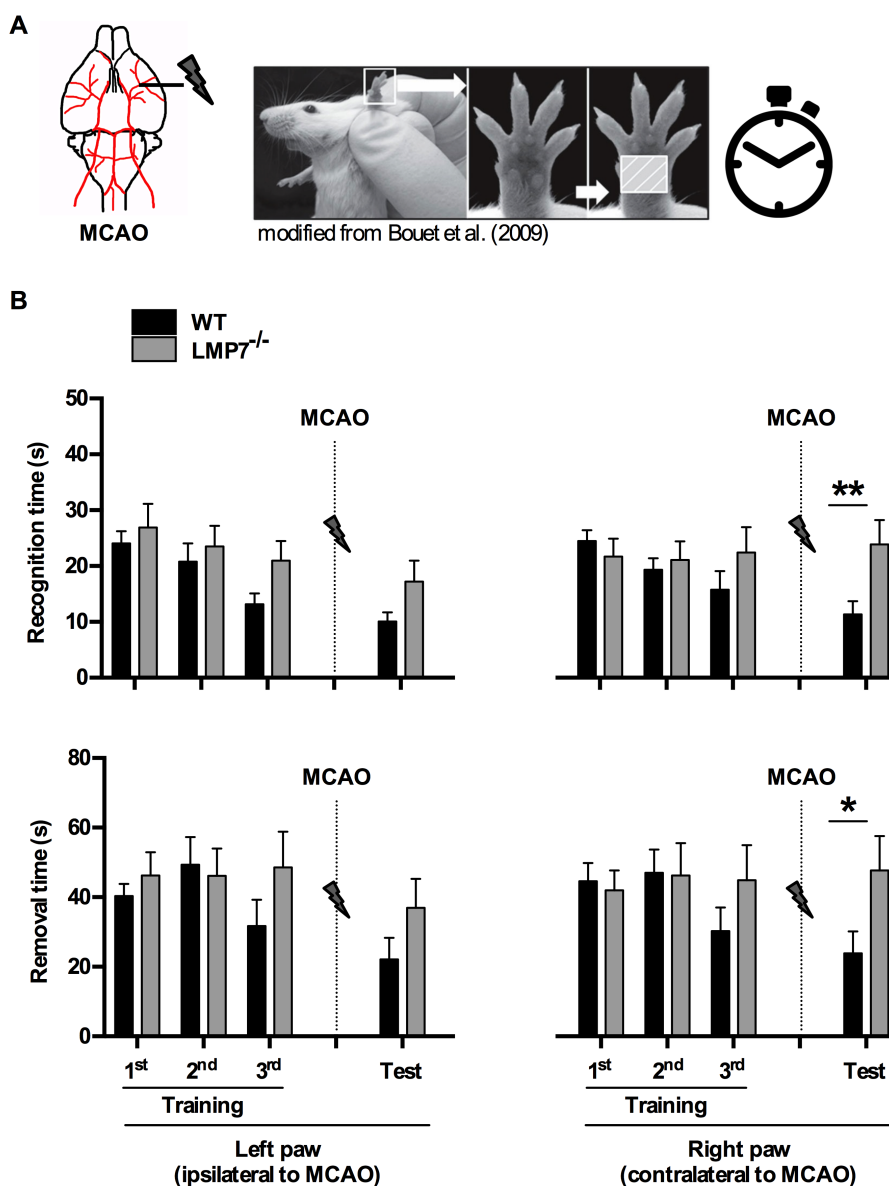 A
MCAO
modified from Bouet et al. (2009)
B
WT
LMP7-/-
Recognition time (s)
50
40
30
20
10
0
MCAO
MCAO
**
Removal time (s)
80
60
40
20
0
MCAO
MCAO
*
1st 2nd 3rd Test
Training
Left paw
(ipsilateral to MCAO)
1st 2nd 3rd Test
Training
Right paw
(contralateral to MCAO)